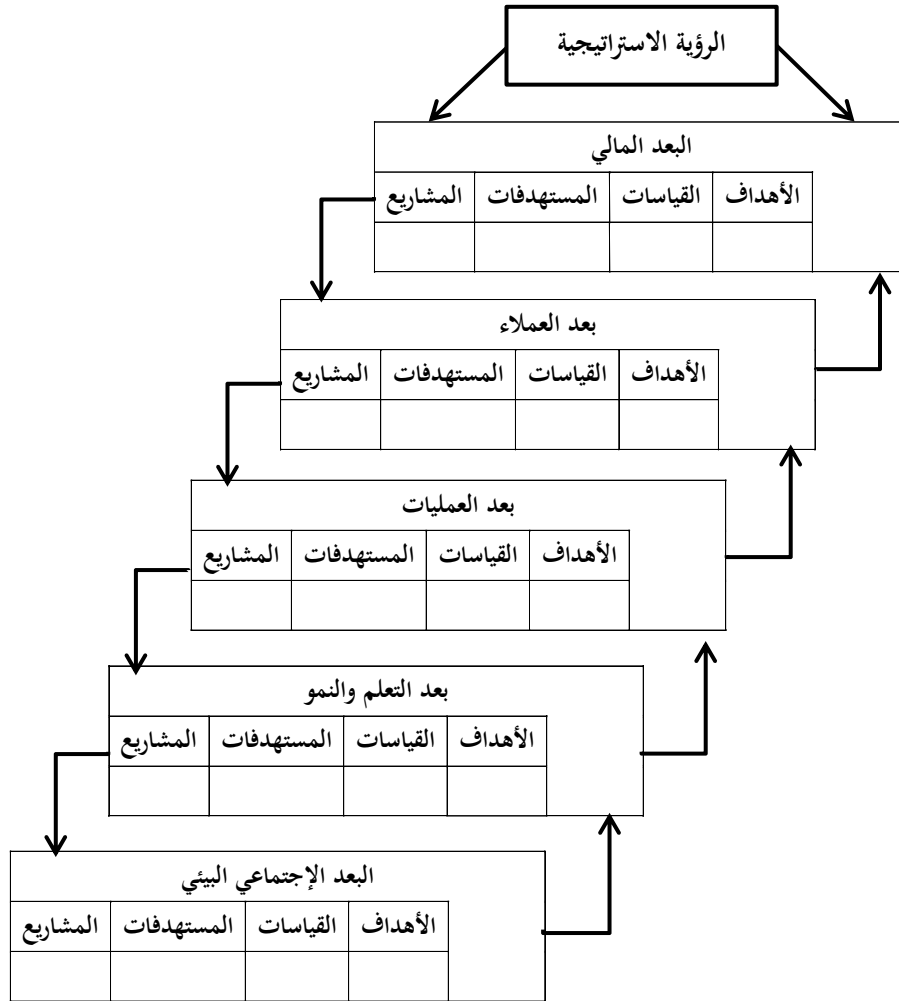 الرؤية الاستراتيجية
البعد المالي
الأهداف القياسات المستهدفات المشاريع
بعد العملاء
الأهداف القياسات المستهدفات المشاريع
بعد العمليات
الأهداف القياسات المستهدفات المشاريع
بعد التعلم والنمو
الأهداف القياسات المستهدفات المشاريع
البعد الإجتماعي البيئي
الأهداف القياسات المستهدفات المشاريع